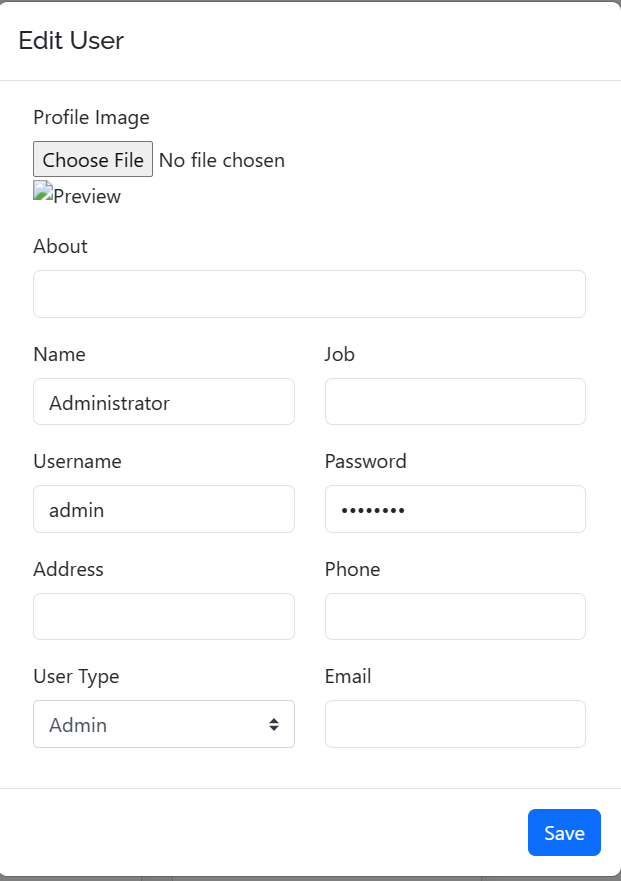 Edit User
Profile Image
Choose File No file chosen
Preview
About
Name Job
Administrator
Username Password
admin ••••••••
Address Phone
User Type Email
Admin
Save